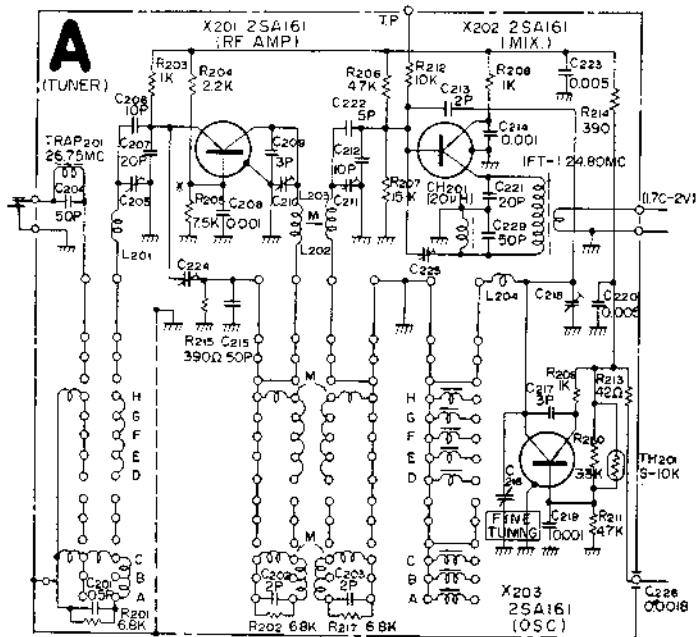 A
(TUNER)
X201 2SA161
(RF AMP)
T.P
X202 2SA161
(MIX.)
R203
1K
R204
2.2K
R206
47K
R212
10K
C213
2P
R208
1K
C223
0.005
R214
390
C206
10P
C222
5P
C214
0.001
TRAP201
26.75MC
C207
20P
C209
3P
C212
10P
IFT-1 24.80MC
C204
50P
C205
R205
7.5K
C208
0.001
C210
L203
M
C211
R207
15K
CH201
(20μH)
C221
20P
C229
50P
(1.7C-2V)
L201
L202
C224
C225
L204
C218
C220
0.005
R215
390Ω
C215
50P
M
R209
1K
R213
42Ω
C217
3P
H
G
F
E
D
H
G
F
E
D
3.3K
TH201
S-10K
C
216
FINE
TUNING
C219
0.001
R211
47K
M
C
B
A
C
B
A
C201
R201
6.8K
C202
2P
C203
2P
R202 6.8K
R217 6.8K
X203
2SA161
(OSC)
C226
0.0018